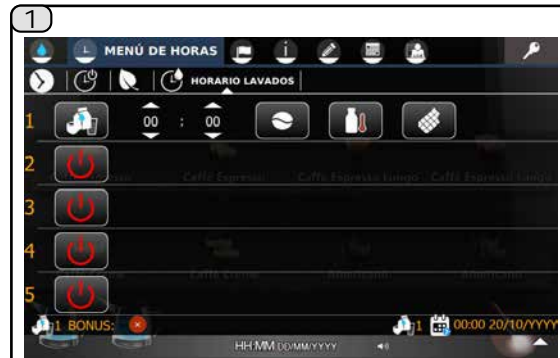 1
MENÚ DE HORAS
HORARIO LAVADOS
1 00 : 00
2
Caffè Espresso Caffè Espresso Lungo Caffè Espresso Lungo
3
4
Caffè Creme Americano Americano
5
1 BONUS: 1 00:00 20/10/YYYY
HH:MM DD/MM/YYYY